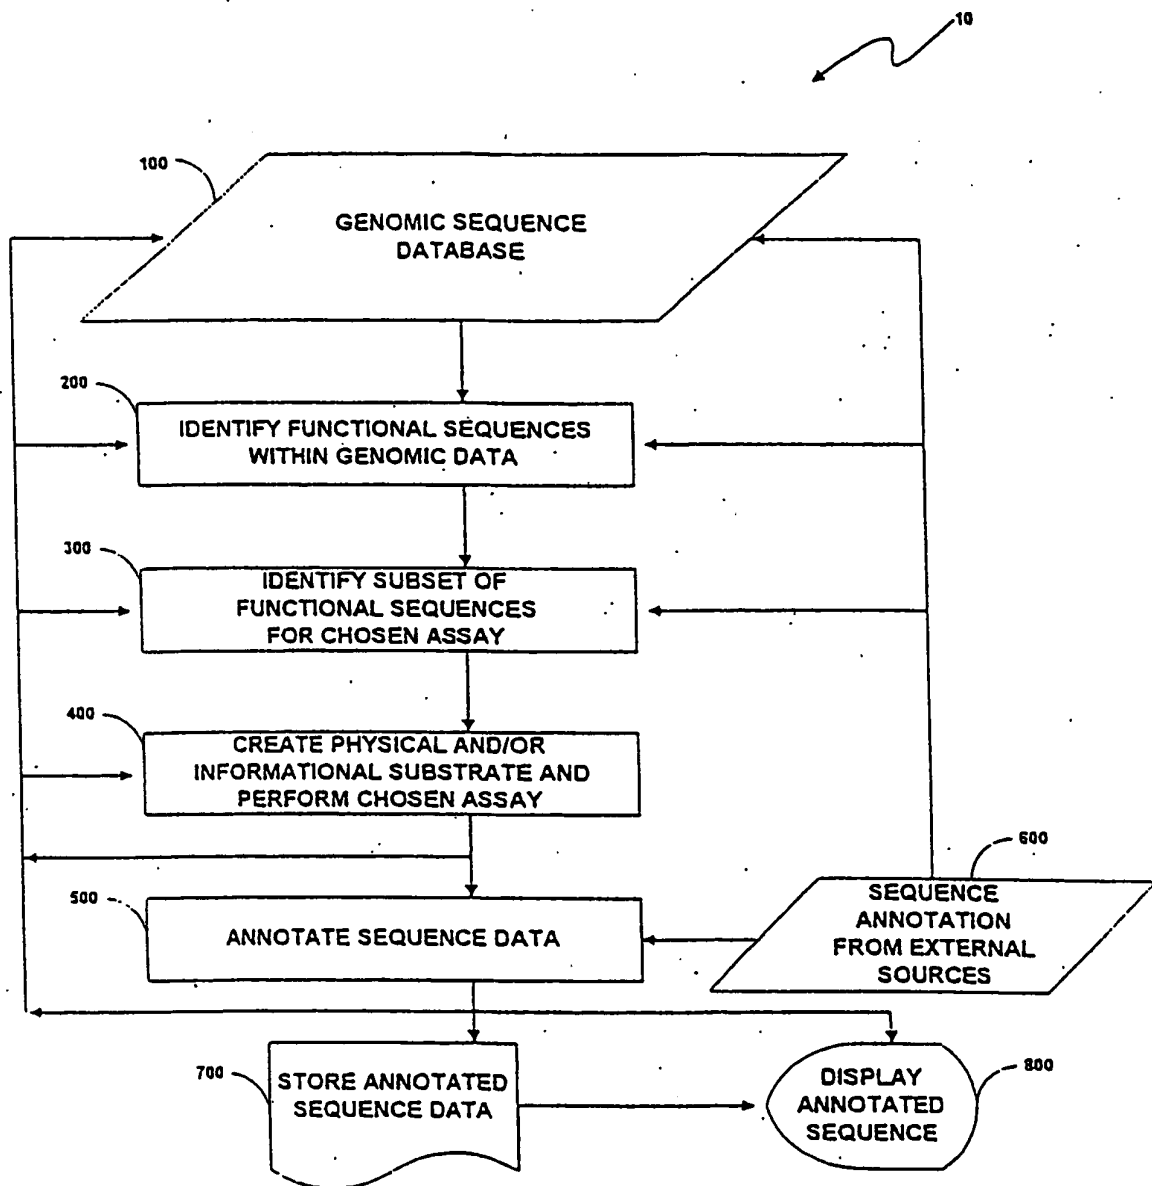 10
100
GENOMIC SEQUENCE
DATABASE
200
IDENTIFY FUNCTIONAL SEQUENCES
WITHIN GENOMIC DATA
300
IDENTIFY SUBSET OF
FUNCTIONAL SEQUENCES
FOR CHOSEN ASSAY
400
CREATE PHYSICAL AND/OR
INFORMATIONAL SUBSTRATE AND
PERFORM CHOSEN ASSAY
500
ANNOTATE SEQUENCE DATA
600
SEQUENCE
ANNOTATION
FROM EXTERNAL
SOURCES
700
STORE ANNOTATED
SEQUENCE DATA
800
DISPLAY
ANNOTATED
SEQUENCE